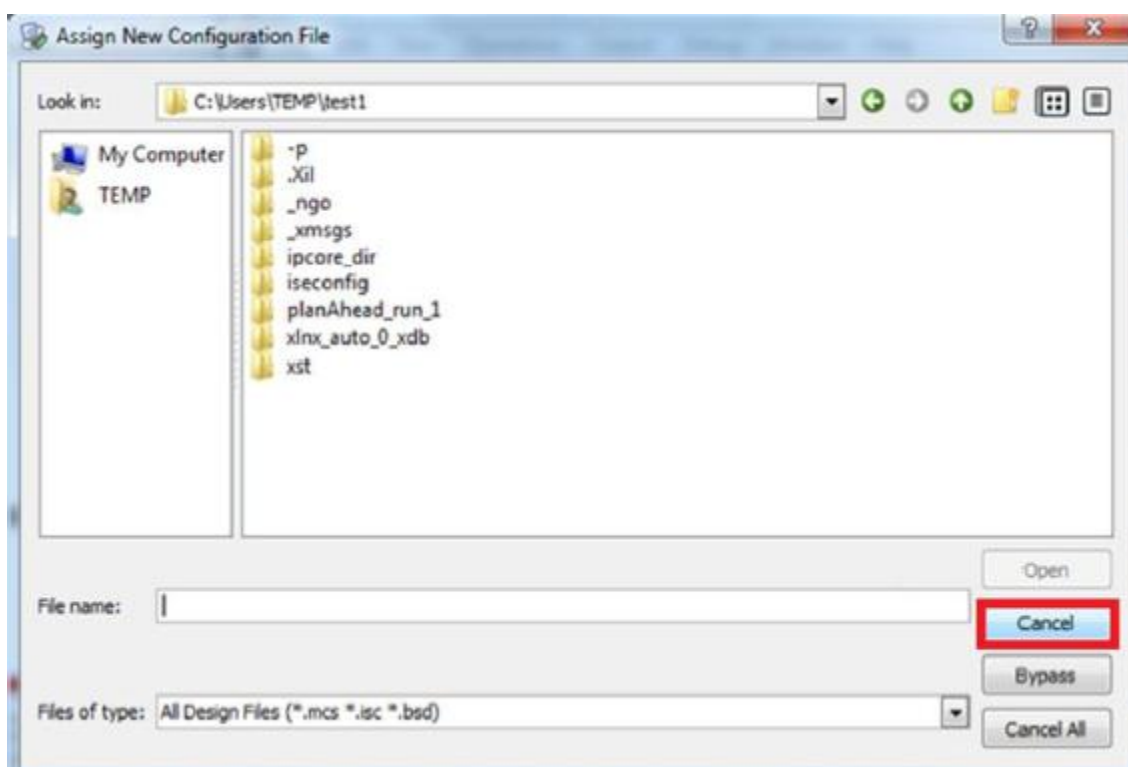 Assign New Configuration File
Look in: C:\Users\TEMP\test1
My Computer
TEMP
-p
.Xil
_ngo
_xmsgs
ipcore_dir
iseconfig
planAhead_run_1
xlnx_auto_0_xdb
xst
Open
File name:
Cancel
Bypass
Files of type: All Design Files (*.mcs *.isc *.bsd)
Cancel All